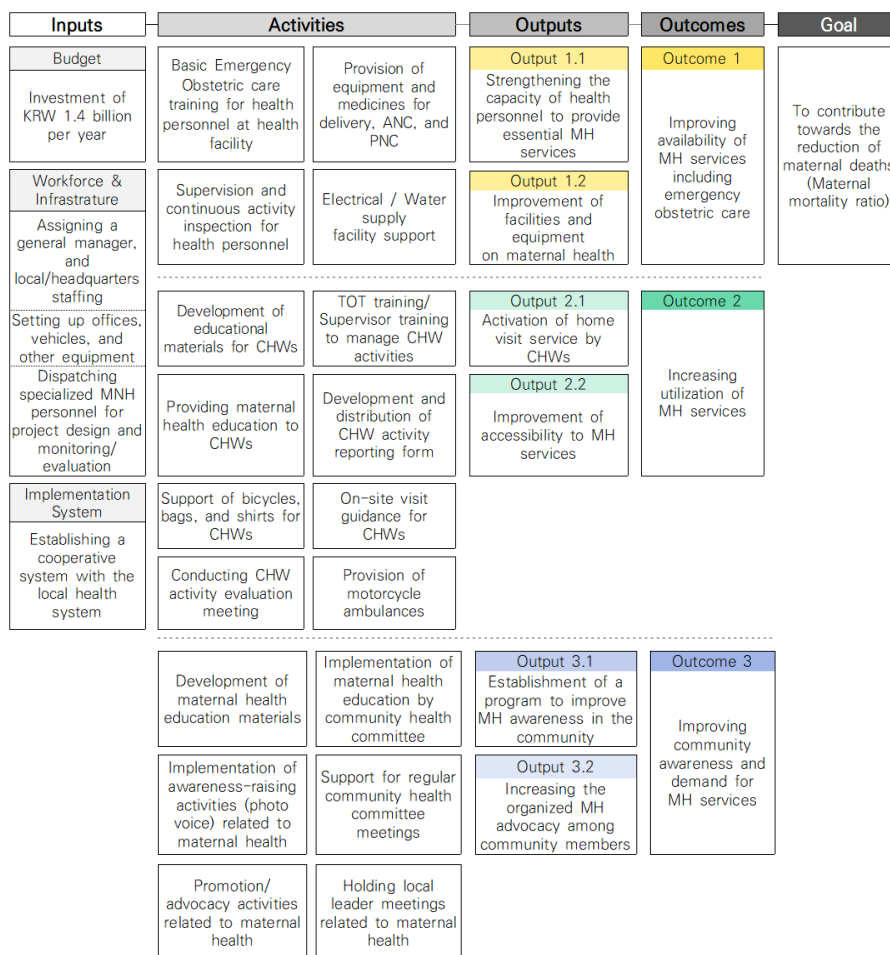 Inputs
Activities
Outputs
Outcomes
Goal
Budget
Investment of
KRW 1.4 billion
per year
Workforce &
Infrastrature
Assigning a
general manager,
and
local/headquarters
staffing
Setting up offices,
vehicles, and
other equipment
Dispatching
specialized MNH
personnel for
project design and
monitoring/
evaluation
Implementation
System
Establishing a
cooperative
system with the
local health
system
Basic Emergency
Obstetric care
training for health
personnel at health
facility
Provision of
equipment and
medicines for
delivery, ANC, and
PNC
Supervision and
continuous activity
inspection for
health personnel
Electrical / Water
supply
facility support
Output 1.1
Strengthening the
capacity of health
personnel to provide
essential MH
services
Output 1.2
Improvement of
facilities and
equipment
on maternal health
Outcome 1
Improving
availability of
MH services
including
emergency
obstetric care
To contribute
towards the
reduction of
maternal deaths
(Maternal
mortality ratio)
Development of
educational
materials for CHWs
TOT training/
Supervisor training
to manage CHW
activities
Providing maternal
health education to
CHWs
Development and
distribution of
CHW activity
reporting form
Support of bicycles,
bags, and shirts for
CHWs
On-site visit
guidance for
CHWs
Conducting CHW
activity evaluation
meeting
Provision of
motorcycle
ambulances
Output 2.1
Activation of home
visit service by
CHWs
Output 2.2
Improvement of
accessibility to MH
services
Outcome 2
Increasing
utilization of
MH services
Development of
maternal health
education materials
Implementation of
maternal health
education by
community health
committee
Implementation of
awareness-raising
activities (photo
voice) related to
maternal health
Support for regular
community health
committee
meetings
Promotion/
advocacy activities
related to maternal
health
Holding local
leader meetings
related to maternal
health
Output 3.1
Establishment of a
program to improve
MH awareness in the
community
Output 3.2
Increasing the
organized MH
advocacy among
community members
Outcome 3
Improving
community
awareness and
demand for
MH services